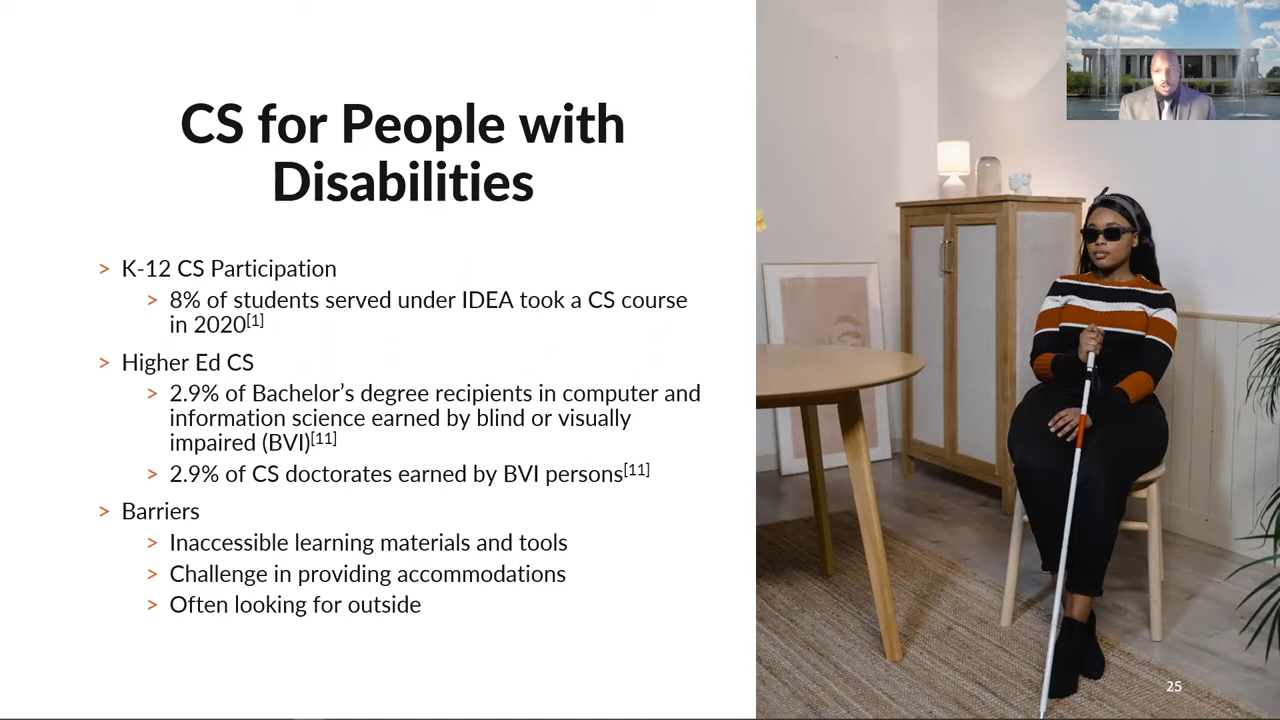 CS for People with
Disabilities
> K-12 CS Participation
> 8% of students served under IDEA took a CS course
in 2020[1]
> Higher Ed CS
> 2.9% of Bachelor’s degree recipients in computer and
information science earned by blind or visually
impaired (BVI)[11]
> 2.9% of CS doctorates earned by BVI persons[11]
> Barriers
> Inaccessible learning materials and tools
> Challenge in providing accommodations
> Often looking for outside
25